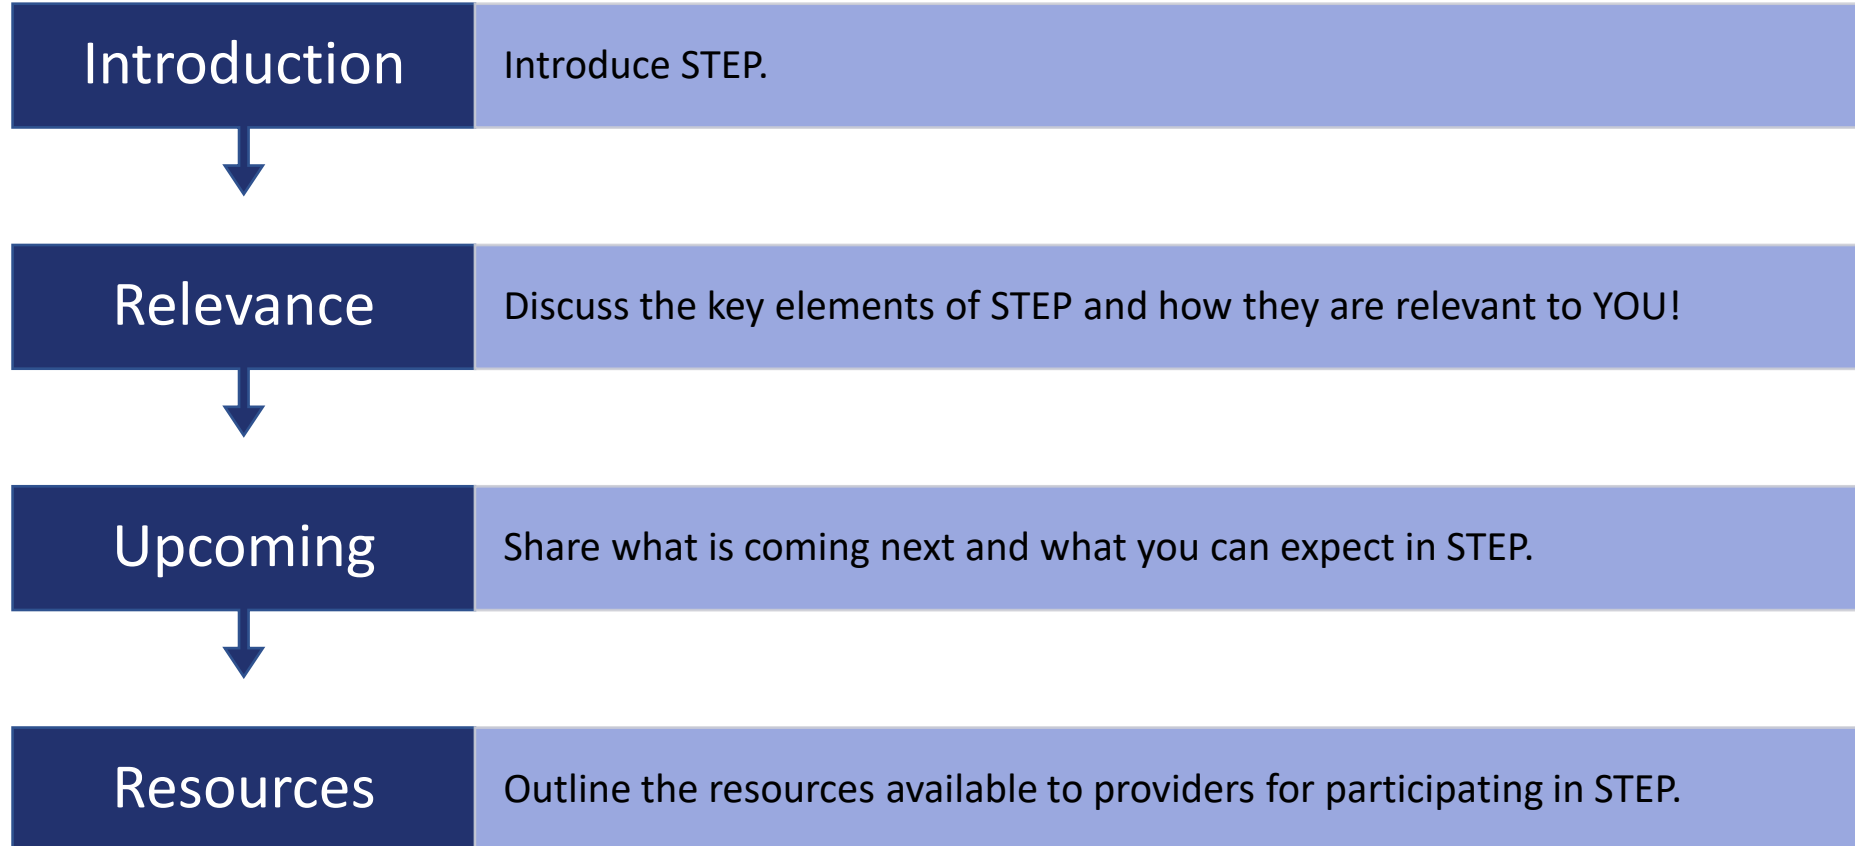 Introduction
Introduce STEP.
Relevance
Discuss the key elements of STEP and how they are relevant to YOU!
Upcoming
Share what is coming next and what you can expect in STEP.
Resources
Outline the resources available to providers for participating in STEP.